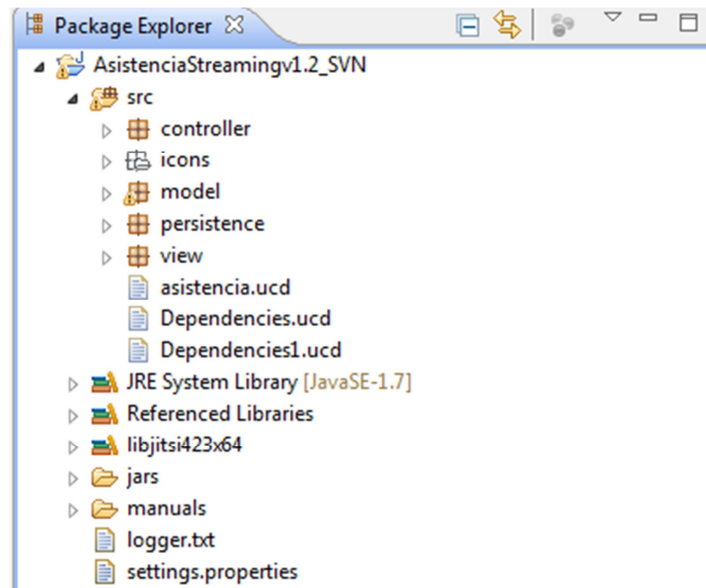 Package Explorer
AsistenciaStreamingv1.2_SVN
src
controller
icons
model
persistence
view
asistencia.ucd
Dependencies.ucd
Dependencies1.ucd
JRE System Library [JavaSE-1.7]
Referenced Libraries
libjitsi423x64
jars
manuals
logger.txt
settings.properties